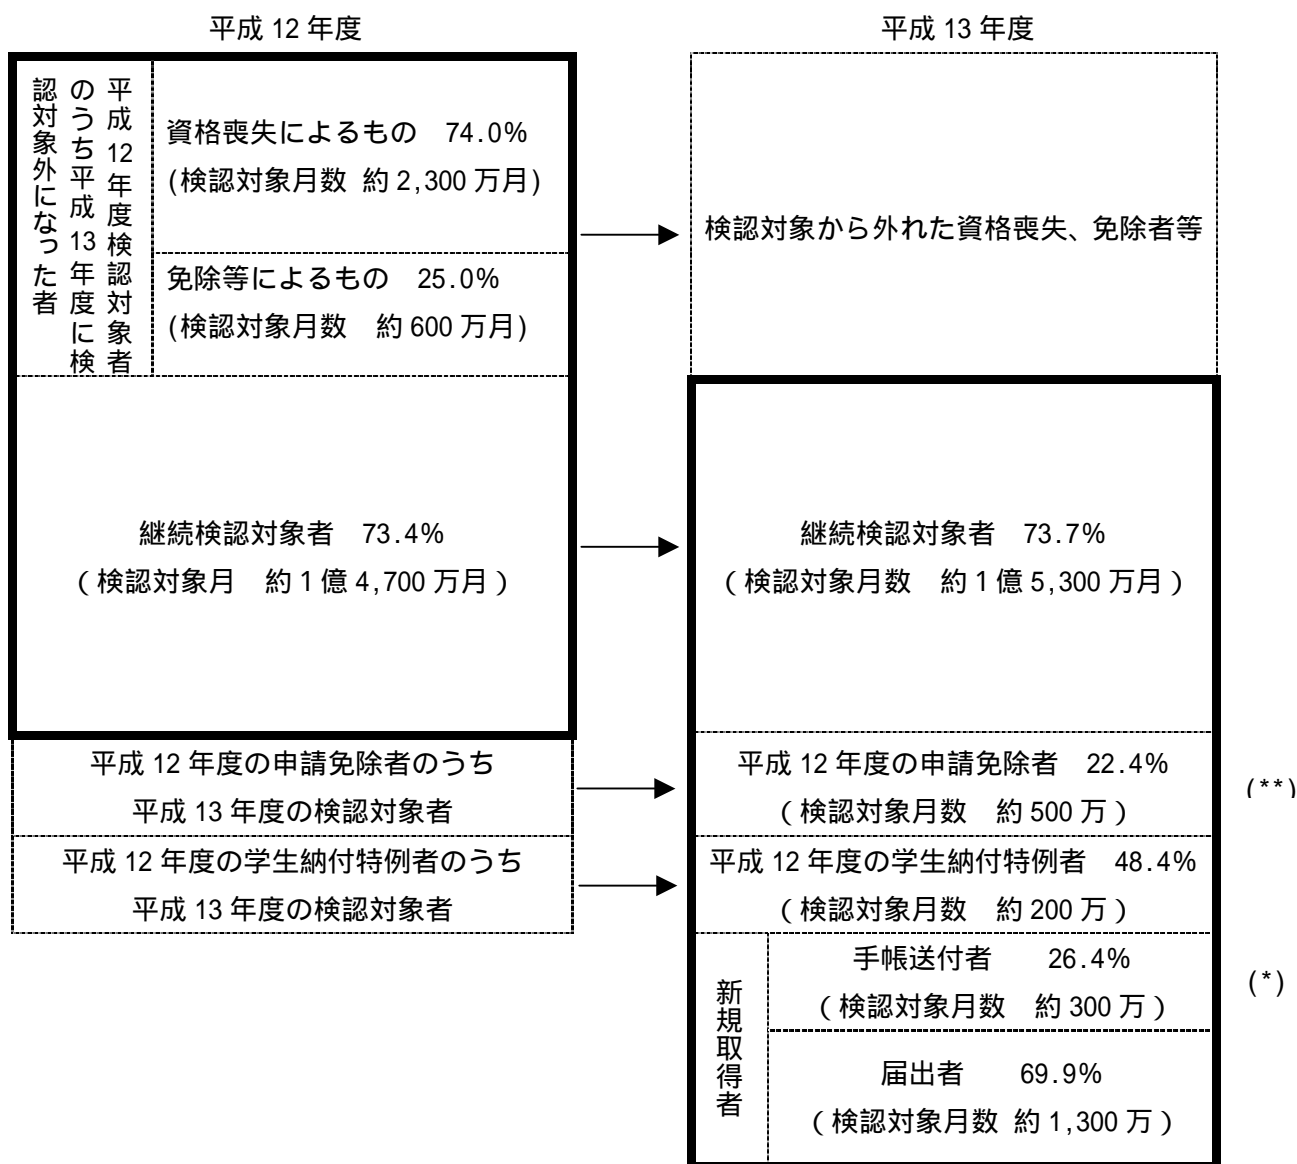 平成 12 年度
平成 12 年度検認対象者
のうち平成 13 年度に検
認対象外になった者
資格喪失によるもの 74.0%
(検認対象月数 約 2,300 万月)
免除等によるもの 25.0%
(検認対象月数 約 600 万月)
継続検認対象者 73.4%
(検認対象月 約 1 億 4,700 万月)
平成 12 年度の申請免除者のうち
平成 13 年度の検認対象者
平成 12 年度の学生納付特例者のうち
平成 13 年度の検認対象者
平成 13 年度
検認対象から外れた資格喪失、免除者等
継続検認対象者 73.7%
(検認対象月数 約 1 億 5,300 万月)
平成 12 年度の申請免除者 22.4%
(検認対象月数 約 500 万)
(**)
平成 12 年度の学生納付特例者 48.4%
(検認対象月数 約 200 万)
新規取得者
手帳送付者 26.4%
(検認対象月数 約 300 万)
(*)
届出者 69.9%
(検認対象月数 約 1,300 万)